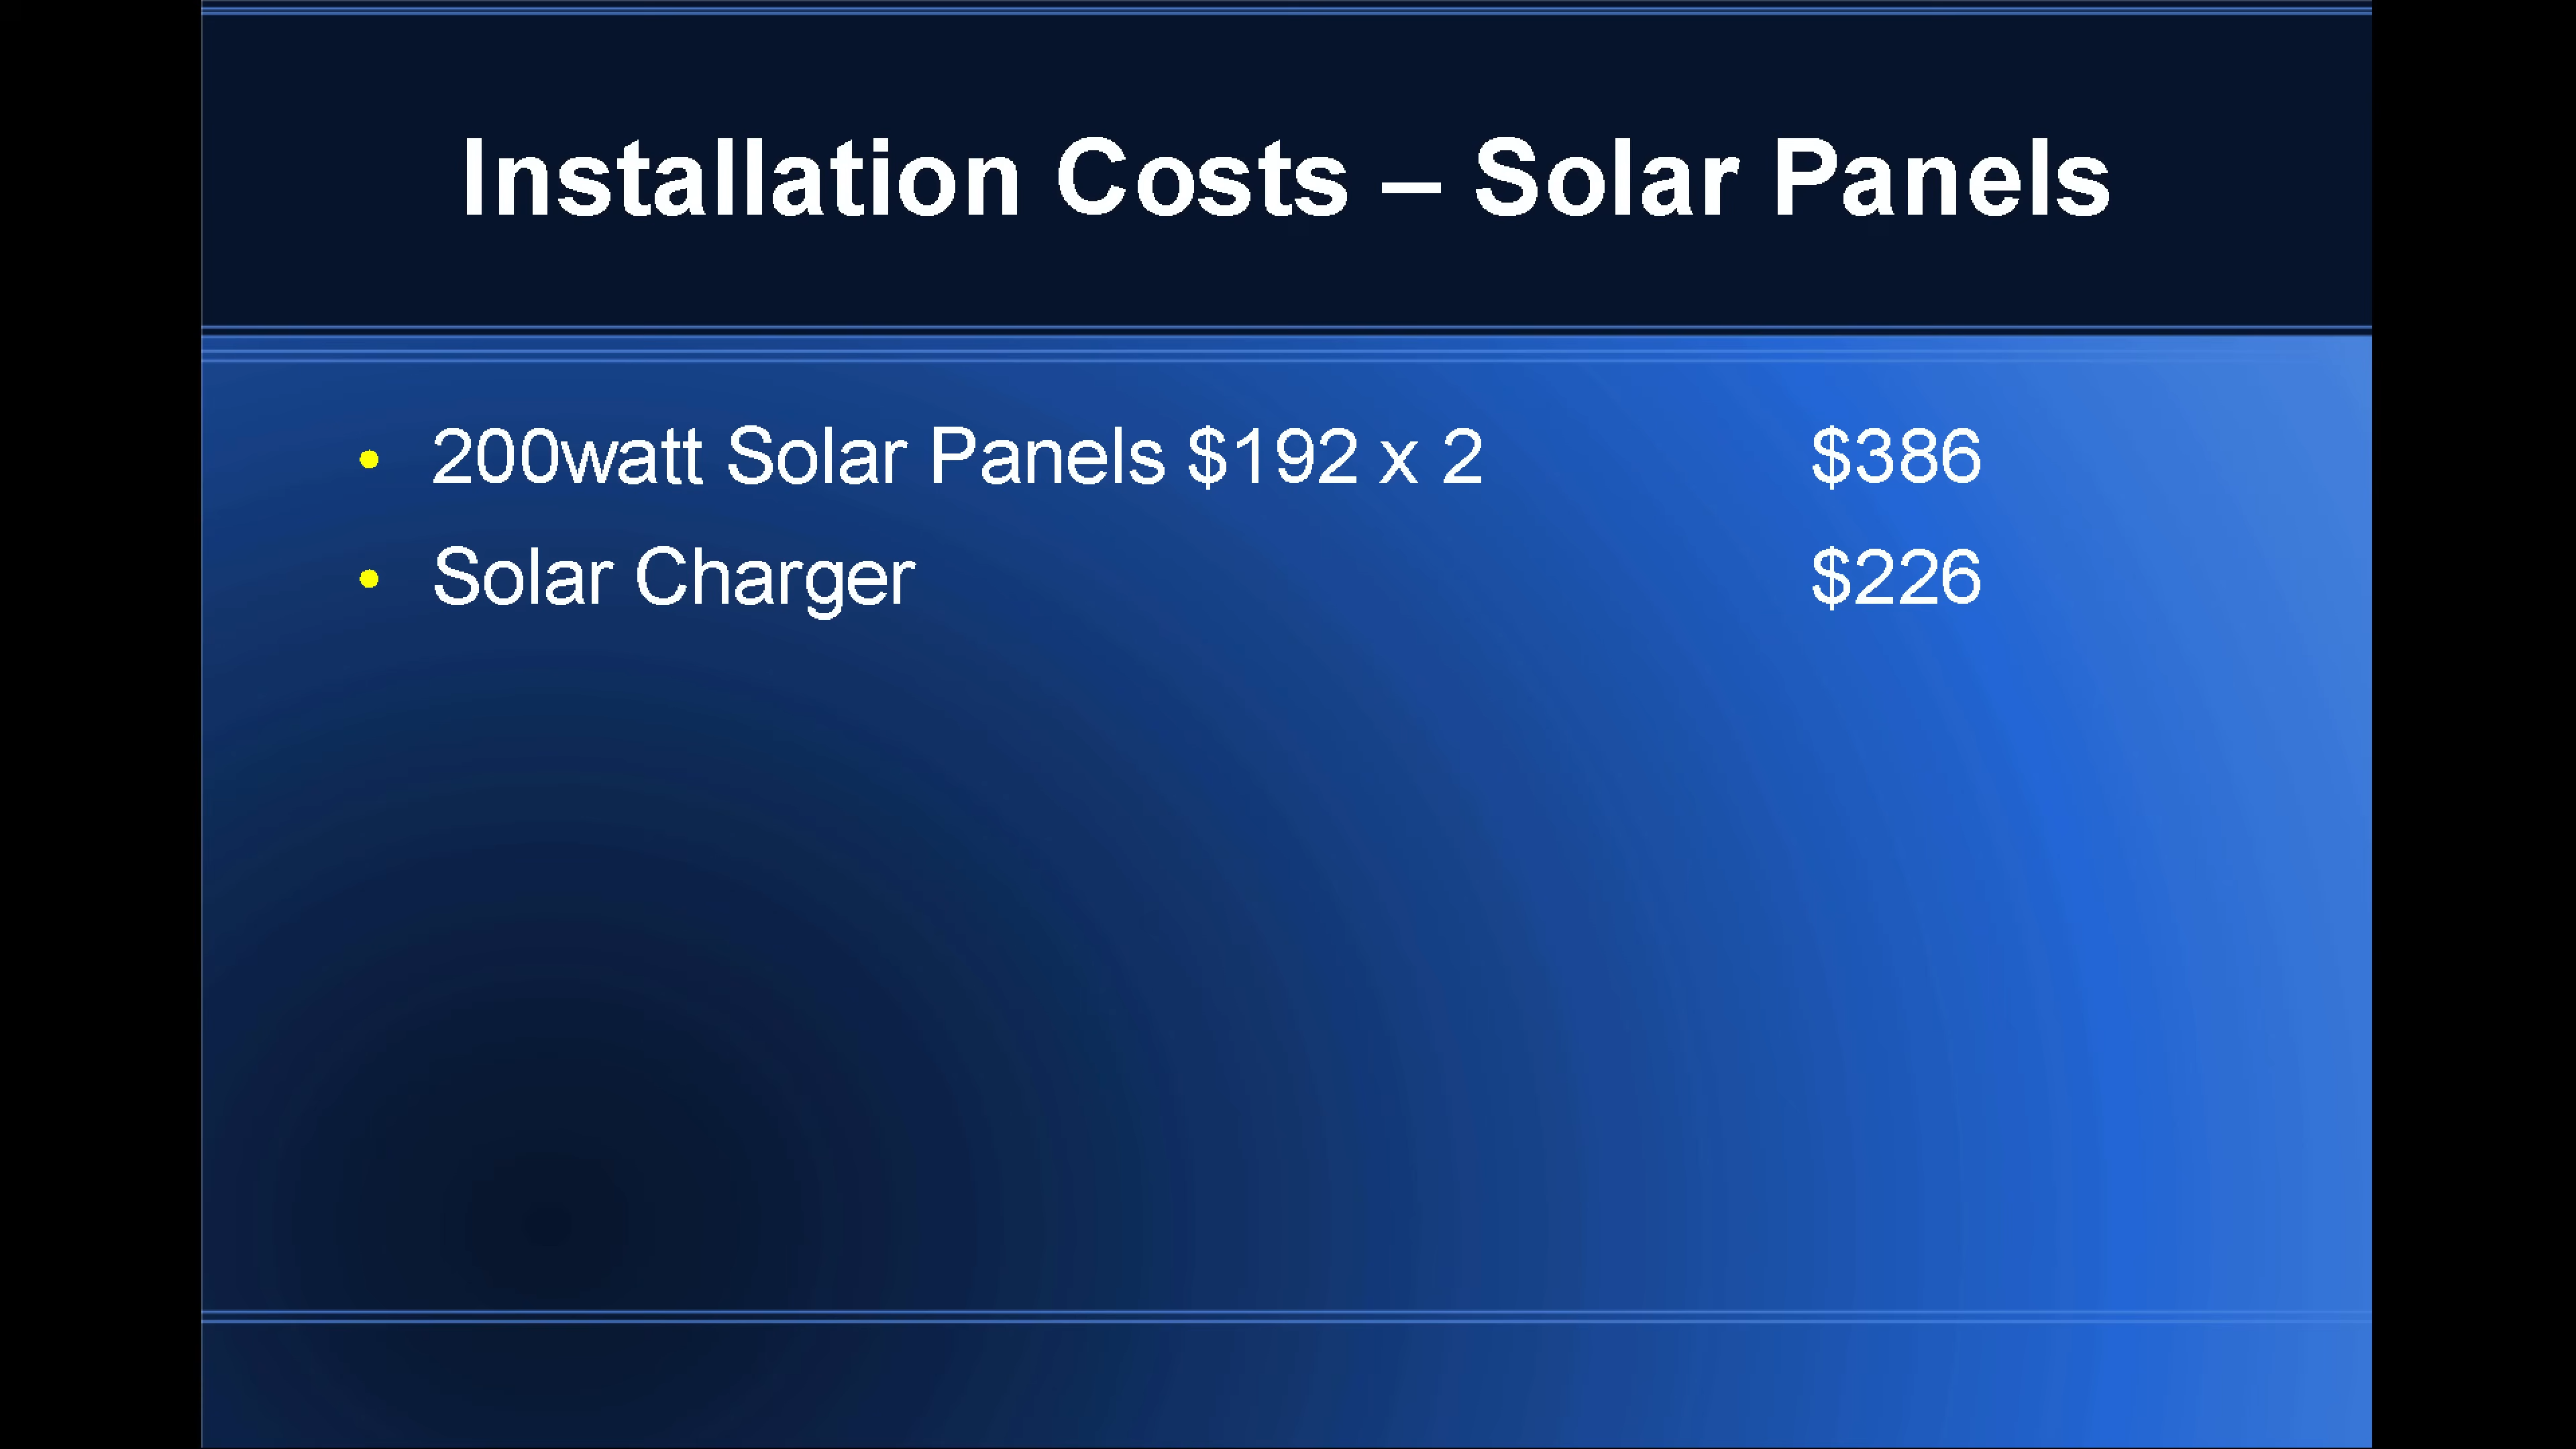 Installation Costs – Solar Panels
• 200watt Solar Panels $192 x 2 $386
• Solar Charger $226